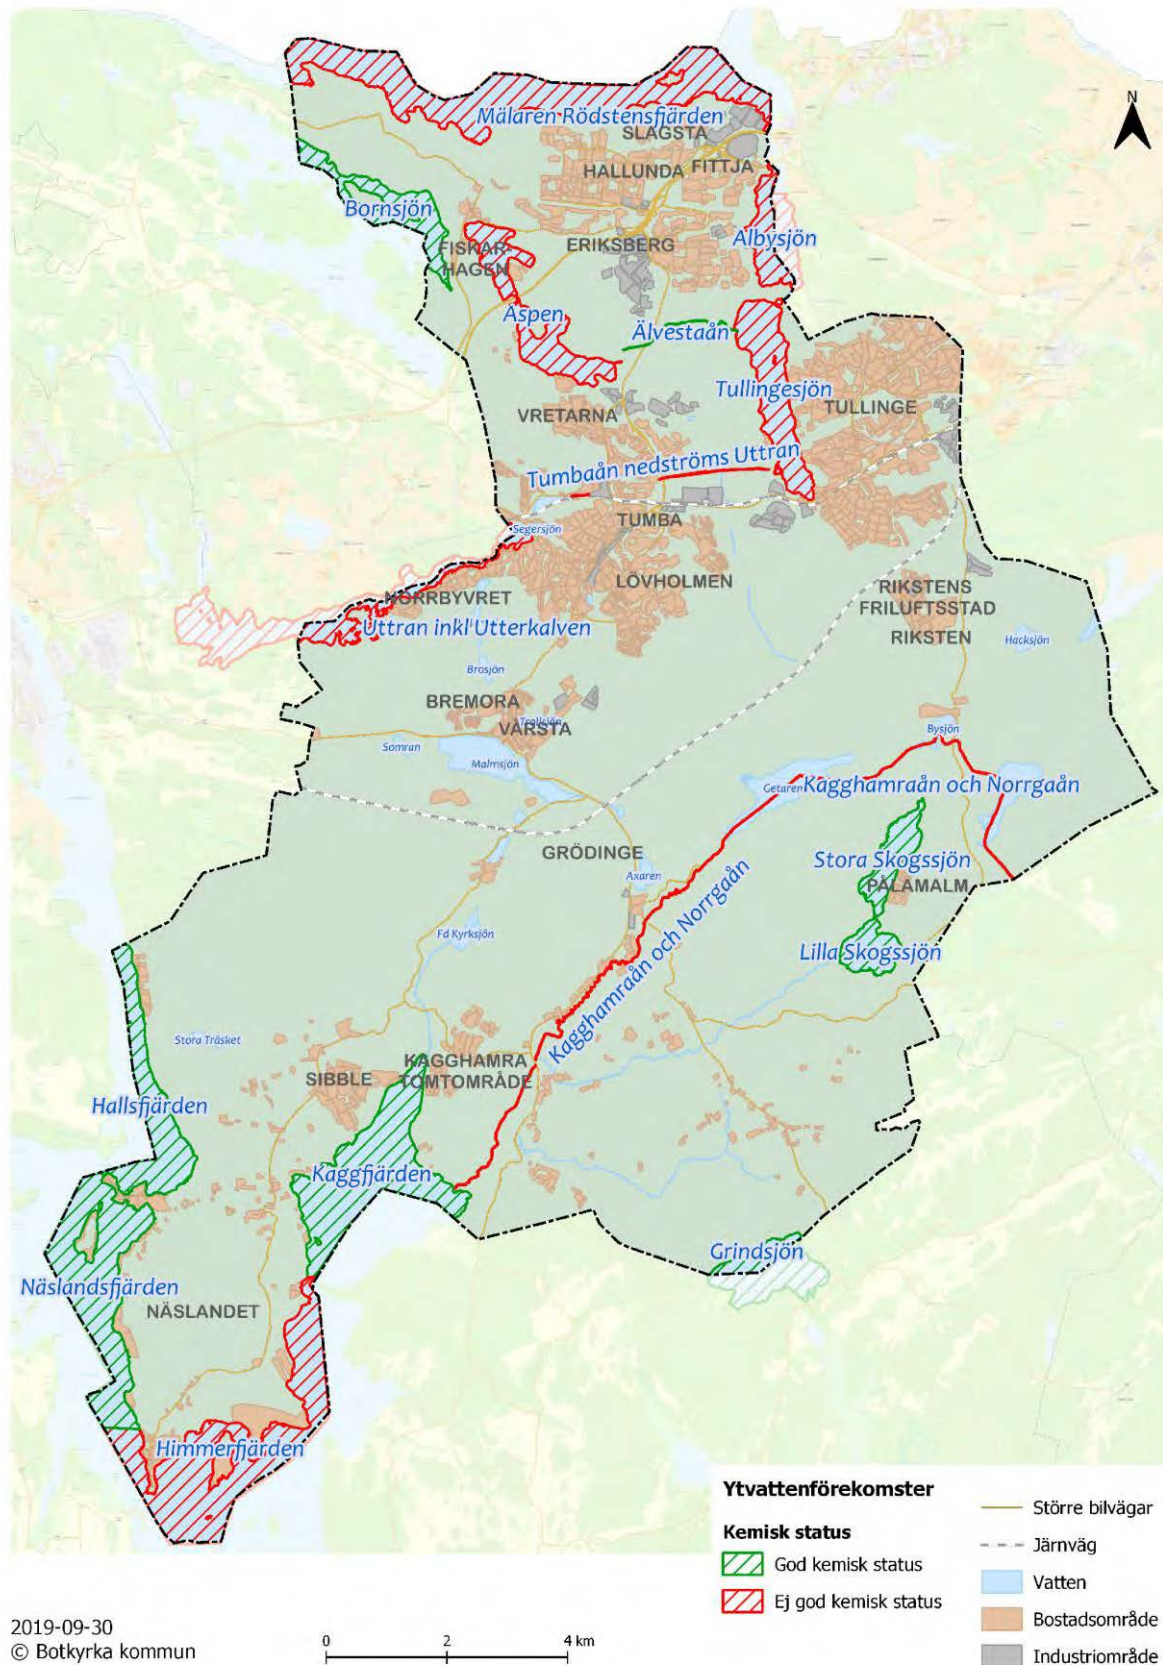 N
Mälaren Rödstensfjärden
SLAGSTA
HALLUNDA
FITTJA
Bornsjön
Albysjön
ERIKSBERG
FISKAR-
HAGEN
Aspen
Älvestaån
Tullingesjön
VRETARNA
TULLINGE
Tumbaån nedströms Uttran
TUMBA
Segersjön
LÖVHOLMEN
RIKSTENS
FRILUFTSSTAD
NORRBYVRET
Uttran inkl Utterkalven
RIKSTEN
Hacksjön
Brosjön
BREMORA
Trollsjön
VÅRSTA
Bysjön
Somran
Malmsjön
Getaren
Kagghamraån och Norrgaån
GRÖDINGE
Stora Skogssjön
Axaren
PÅLAMALM
Fd Kyrksjön
Lilla Skogssjön
Kagghamraån och Norrgaån
Stora Träsket
KAGGHAMRA
TOMTOMRÅDE
SIBBLE
Hallsfjärden
Kaggfjärden
Grindsjön
Näslandsfjärden
NÄSLANDET
Himmerfjärden
Ytvattenförekomster
Kemisk status
God kemisk status
Ej god kemisk status
Större bilvägar
Järnväg
Vatten
Bostadsområde
Industriområde
2019-09-30
© Botkyrka kommun
0 2 4 km